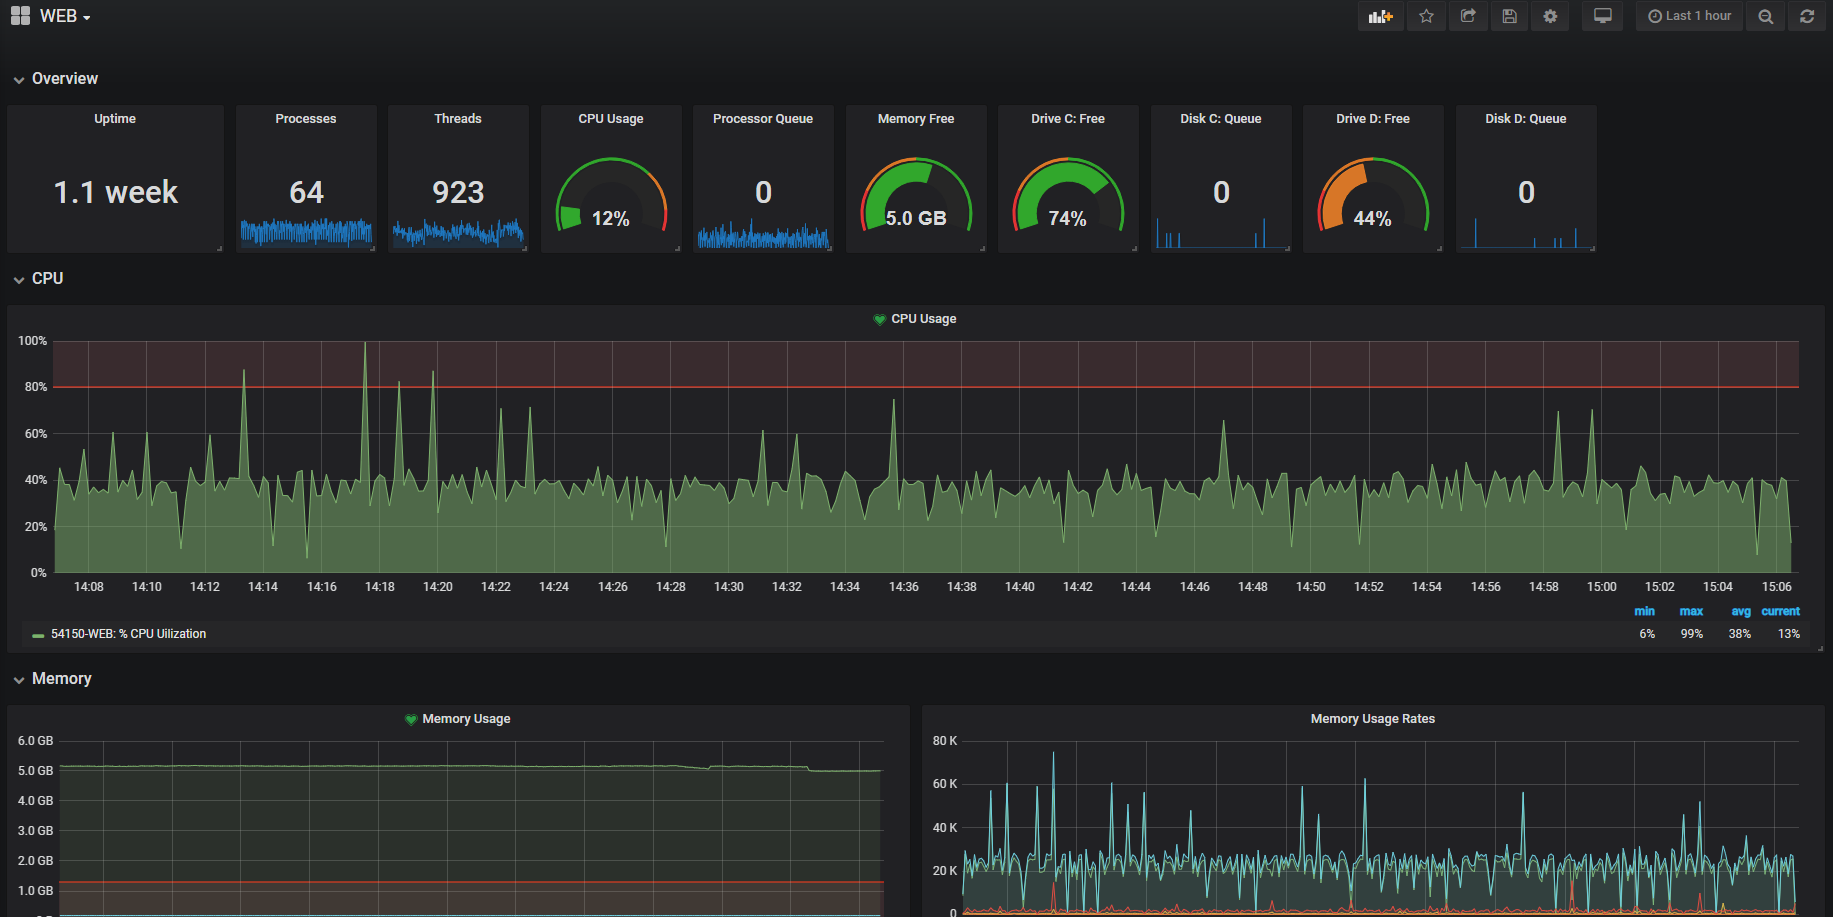 WEB
Last 1 hour
Overview
Uptime
Processes
Threads
CPU Usage
Processor Queue
Memory Free
Drive C: Free
Disk C: Queue
Drive D: Free
Disk D: Queue
1.1 week
64
923
12%
0
5.0 GB
74%
0
44%
0
CPU
CPU Usage
100%
80%
60%
40%
20%
0%
14:08 14:10 14:12 14:14 14:16 14:18 14:20 14:22 14:24 14:26 14:28 14:30 14:32 14:34 14:36 14:38 14:40 14:42 14:44 14:46 14:48 14:50 14:52 14:54 14:56 14:58 15:00 15:02 15:04 15:06
min max avg current
54150-WEB: % CPU Uilization 6% 99% 38% 13%
Memory
Memory Usage
6.0 GB
5.0 GB
4.0 GB
3.0 GB
2.0 GB
1.0 GB
Memory Usage Rates
80 K
60 K
40 K
20 K
0